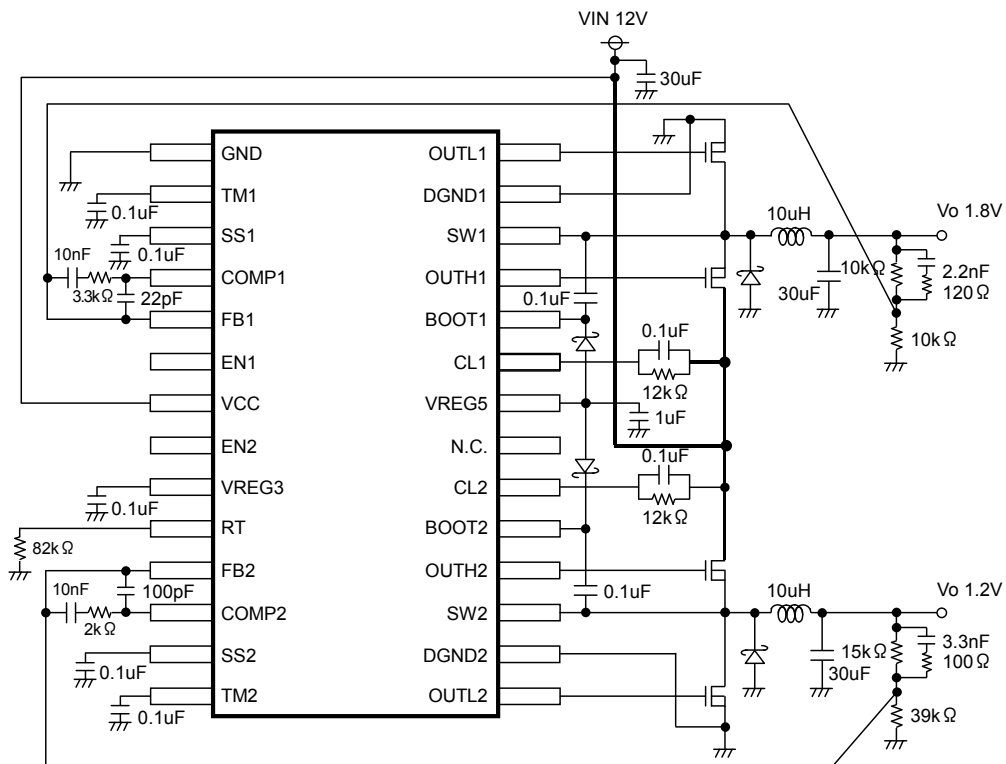 VIN 12V
30uF
GND
TM1
0.1uF
SS1
0.1uF
10nF
3.3kΩ
COMP1
22pF
FB1
EN1
VCC
EN2
VREG3
0.1uF
RT
82kΩ
FB2
10nF
100pF
COMP2
2kΩ
SS2
0.1uF
TM2
0.1uF
OUTL1
DGND1
SW1
OUTH1
0.1uF
BOOT1
CL1
0.1uF
12kΩ
VREG5
1uF
N.C.
0.1uF
CL2
12kΩ
BOOT2
OUTH2
0.1uF
SW2
DGND2
OUTL2
10uH
Vo 1.8V
10kΩ
2.2nF
120Ω
30uF
10kΩ
10uH
Vo 1.2V
15kΩ
3.3nF
100Ω
30uF
39kΩ